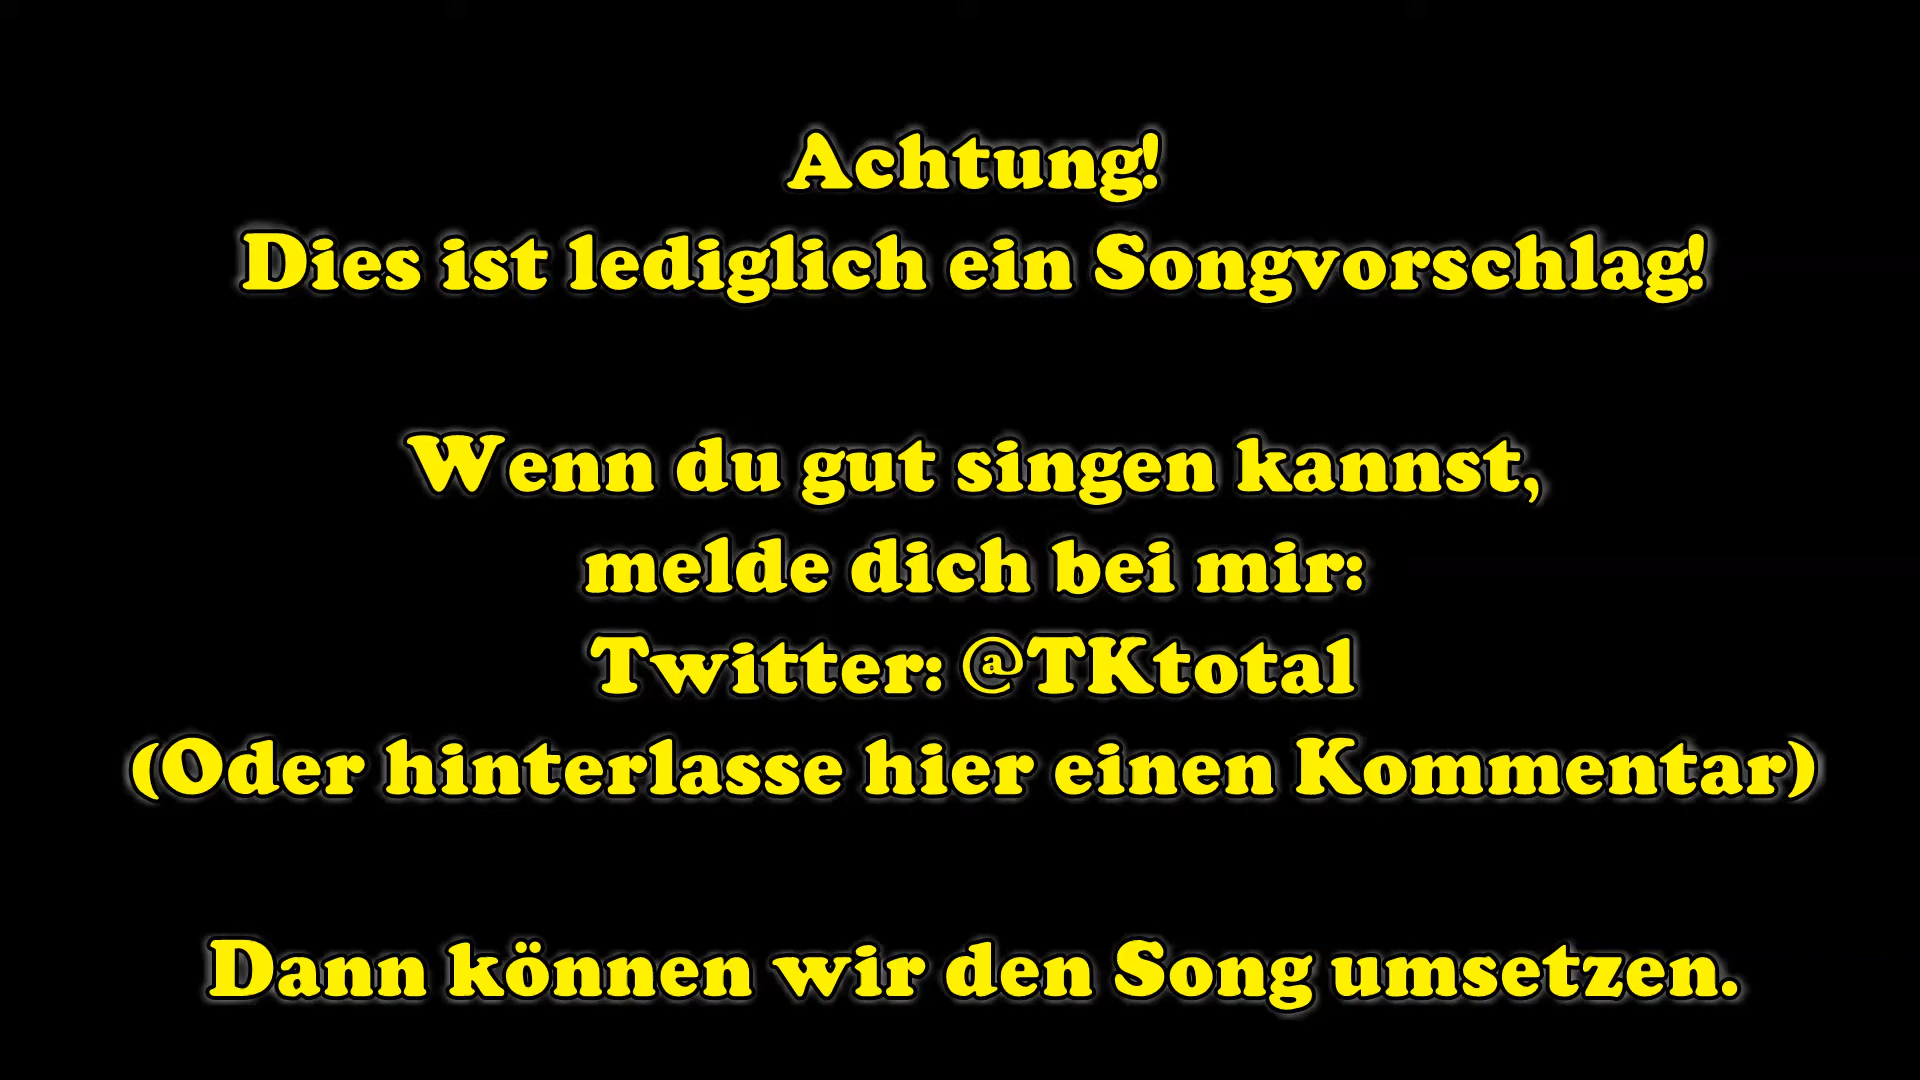 Achtung!
Dies ist lediglich ein Songvorschlag!
Wenn du gut singen kannst,
melde dich bei mir:
Twitter: @TKtotal
(Oder hinterlasse hier einen Kommentar)
Dann können wir den Song umsetzen.